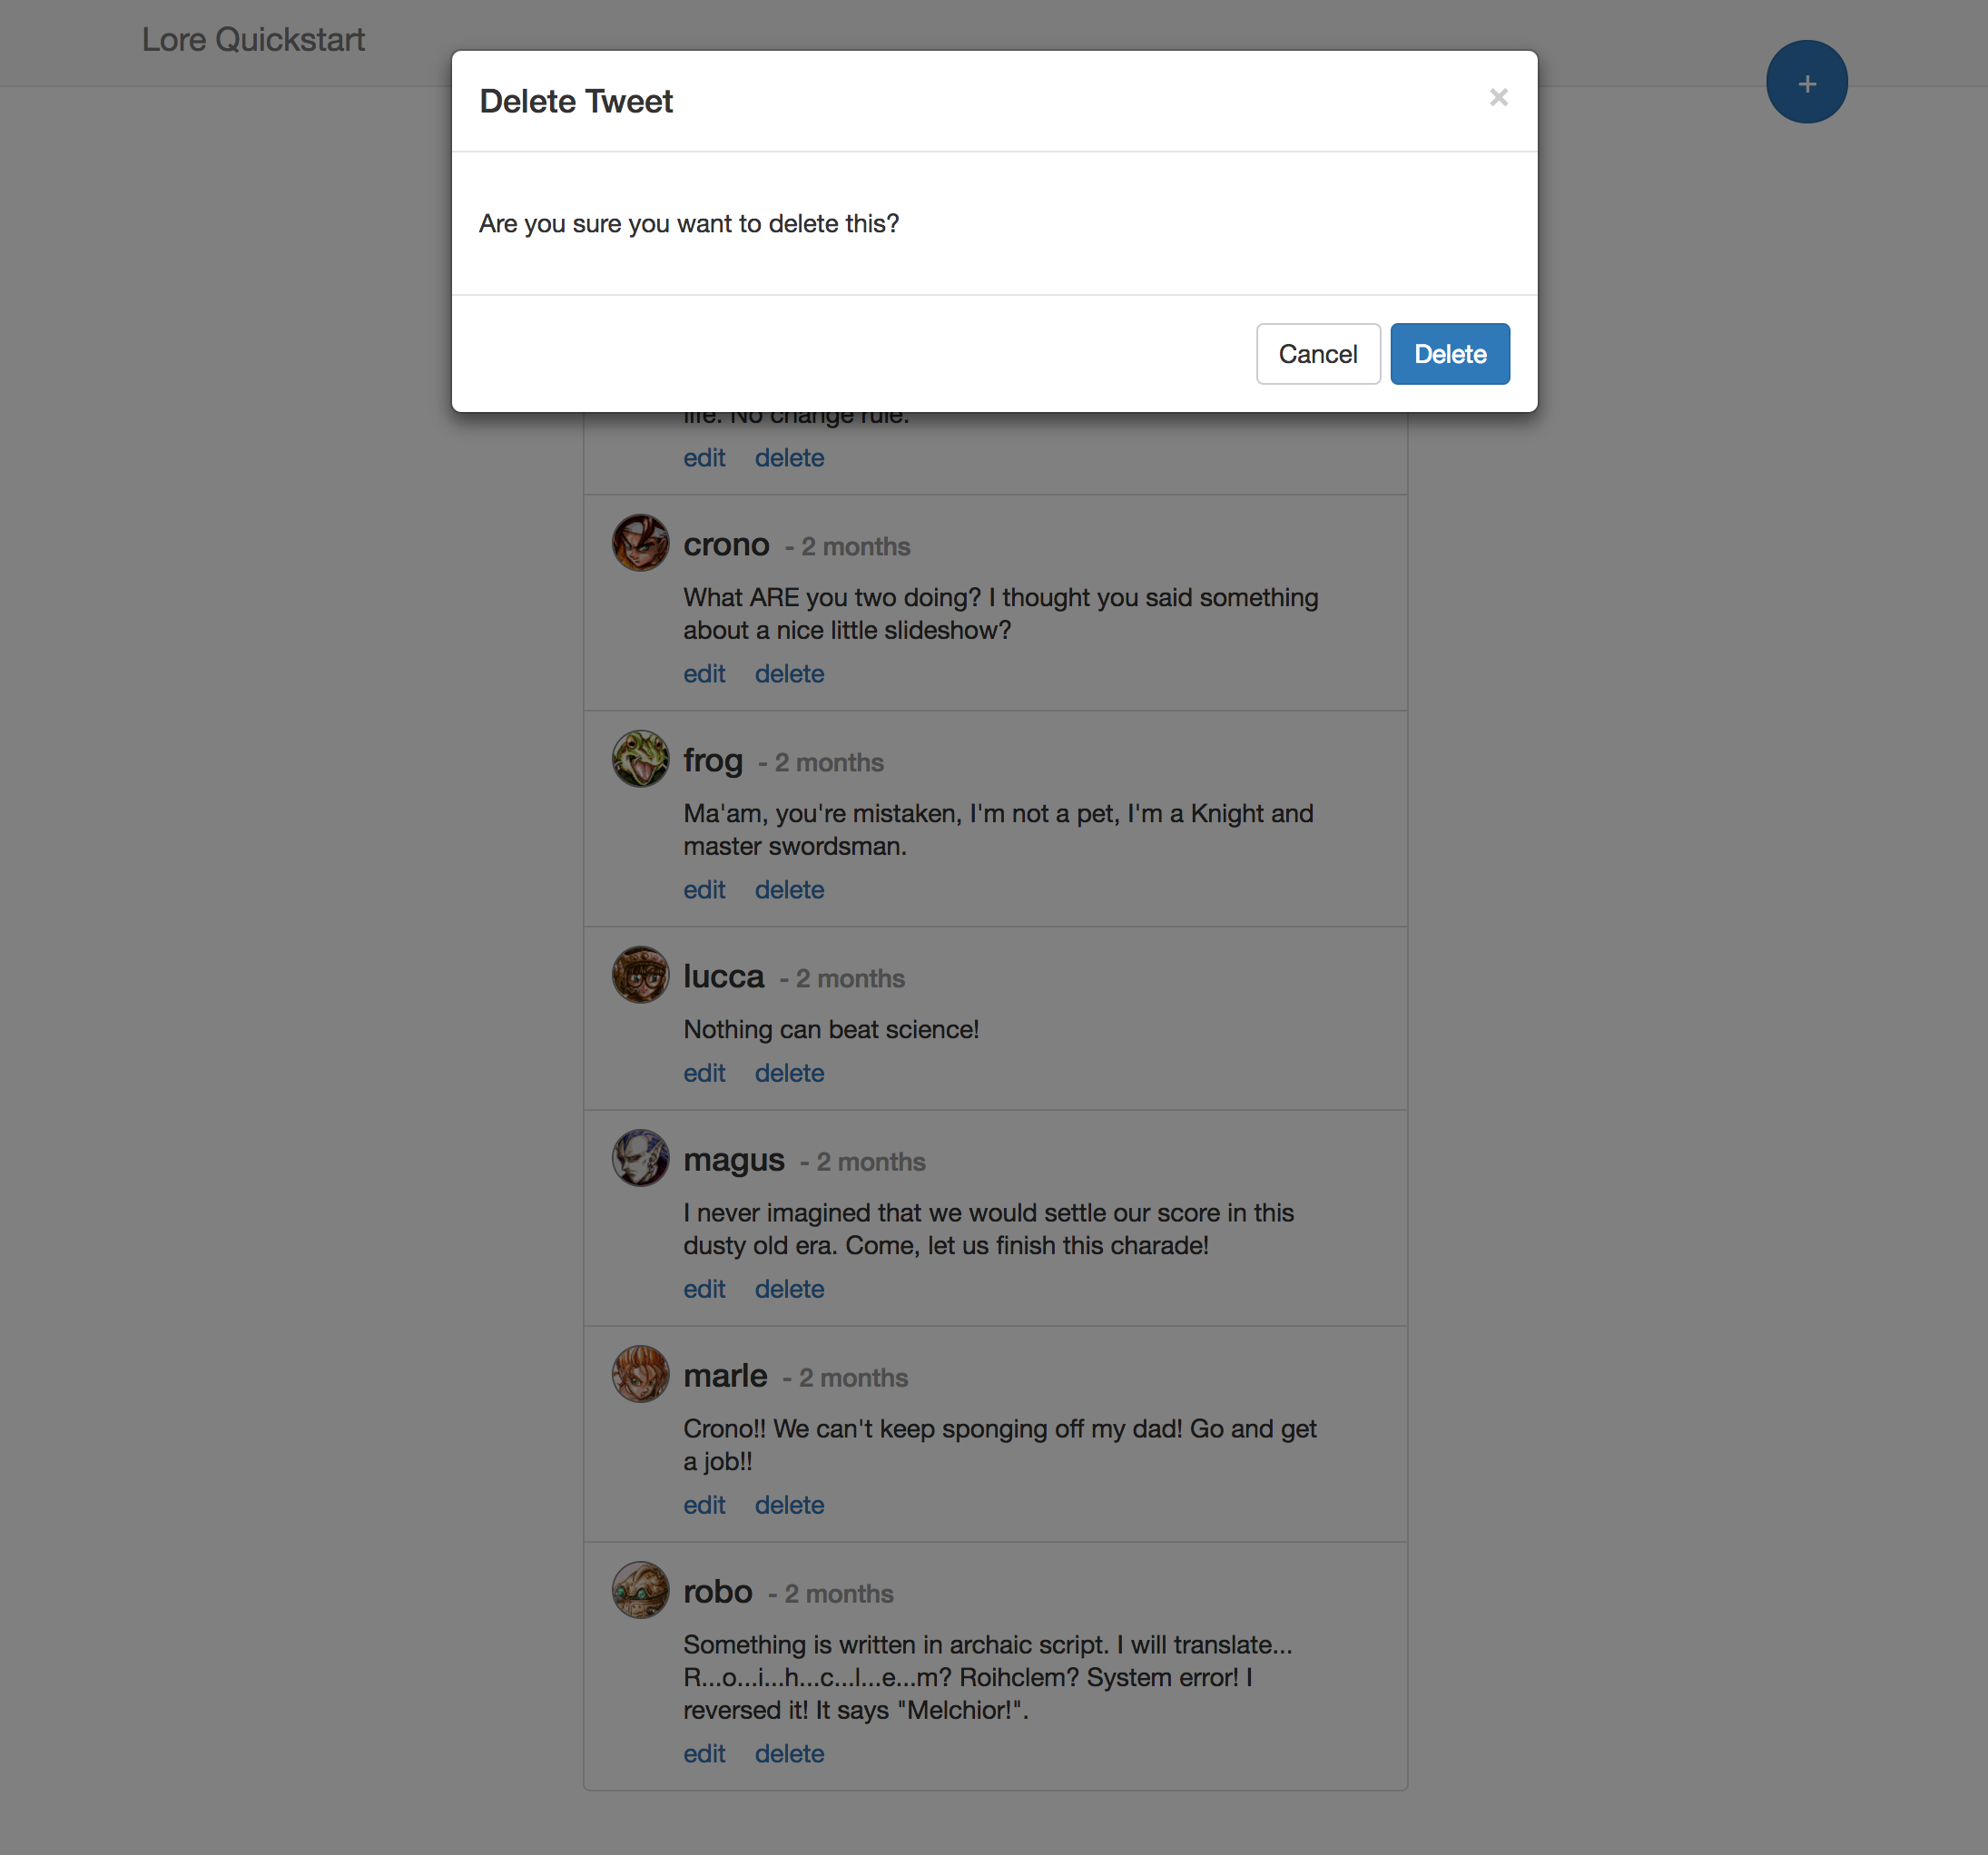 Lore Quickstart
+
Delete Tweet
×
Are you sure you want to delete this?
Cancel
Delete
life. No change rule.
edit delete
crono - 2 months
What ARE you two doing? I thought you said something
about a nice little slideshow?
edit delete
frog - 2 months
Ma'am, you're mistaken, I'm not a pet, I'm a Knight and
master swordsman.
edit delete
lucca - 2 months
Nothing can beat science!
edit delete
magus - 2 months
I never imagined that we would settle our score in this
dusty old era. Come, let us finish this charade!
edit delete
marle - 2 months
Crono!! We can't keep sponging off my dad! Go and get
a job!!
edit delete
robo - 2 months
Something is written in archaic script. I will translate...
R...o...i...h...c...l...e...m? Roihclem? System error! I
reversed it! It says "Melchior!".
edit delete